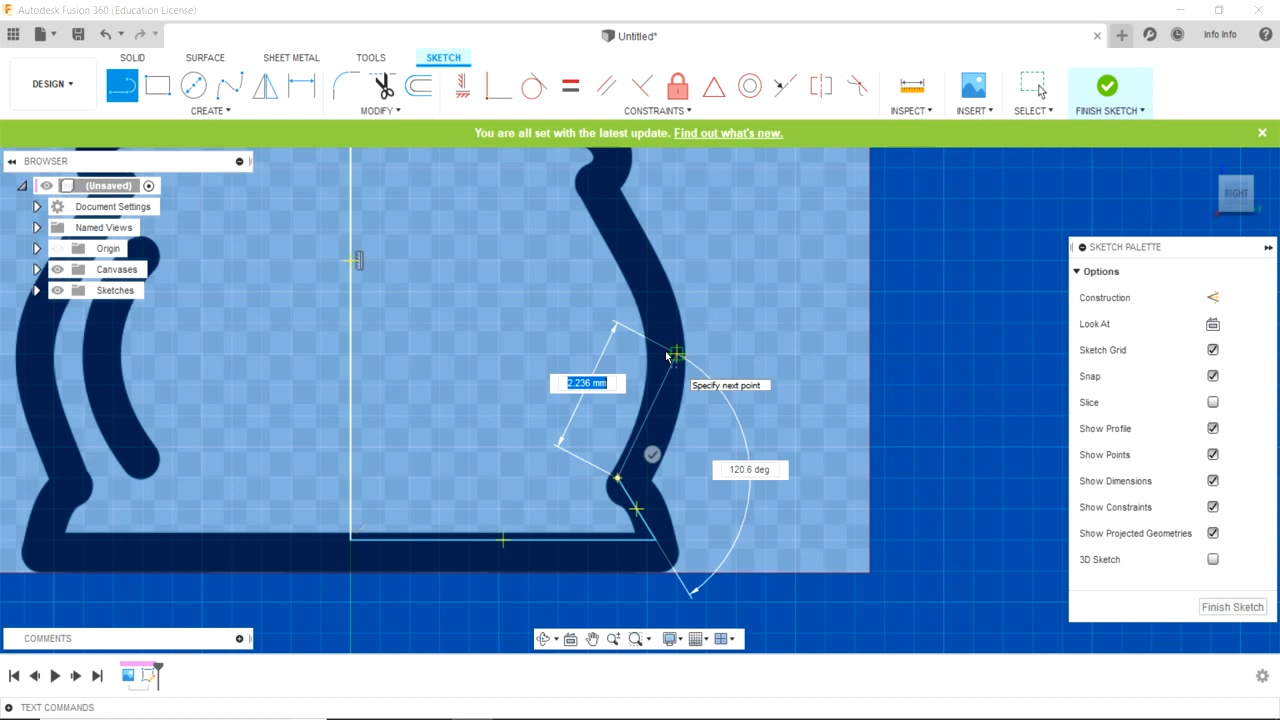 Autodesk Fusion 360 (Education License)
Untitled*
Info Info
SOLID SURFACE SHEET METAL TOOLS SKETCH
DESIGN
CREATE MODIFY CONSTRAINTS INSPECT INSERT SELECT FINISH SKETCH
You are all set with the latest update. Find out what's new.
BROWSER
(Unsaved)
Document Settings
Named Views
Origin
Canvases
Sketches
RIGHT
2.236 mm
Specify next point
120.6 deg
SKETCH PALETTE
Options
Construction
Look At
Sketch Grid
Snap
Slice
Show Profile
Show Points
Show Dimensions
Show Constraints
Show Projected Geometries
3D Sketch
Finish Sketch
COMMENTS
TEXT COMMANDS